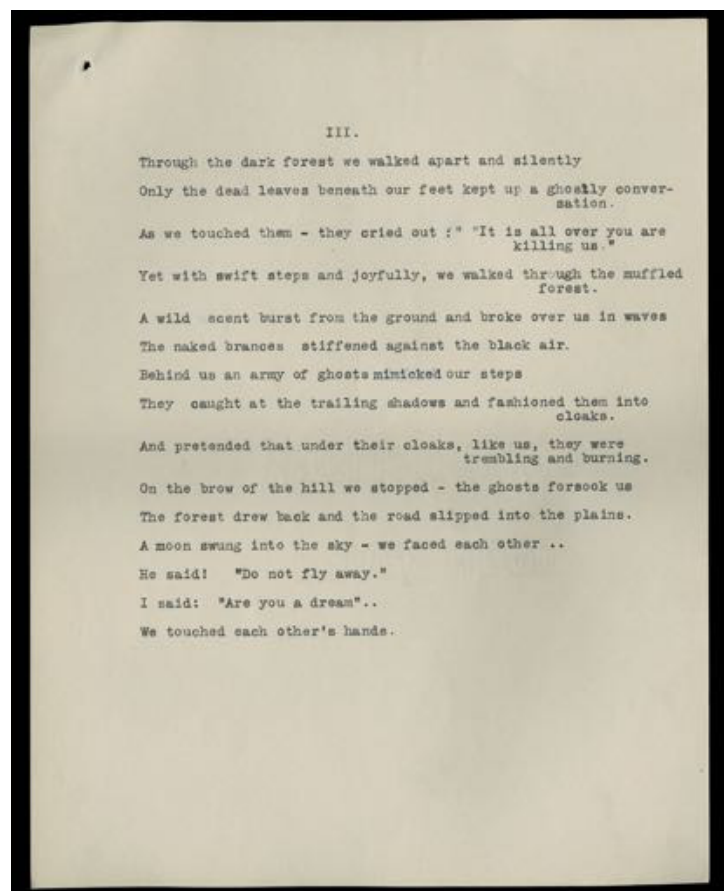 III.
Through the dark forest we walked apart and silently
Only the dead leaves beneath our feet kept up a ghostly conver-
sation.
As we touched them - they cried out :" "It is all over you are
killing us."
Yet with swift steps and joyfully, we walked through the muffled
forest.
A wild scent burst from the ground and broke over us in waves
The naked brances stiffened against the black air.
Behind us an army of ghosts mimicked our steps
They caught at the trailing shadows and fashioned them into
cloaks.
And pretended that under their cloaks, like us, they were
trembling and burning.
On the brow of the hill we stopped - the ghosts forsook us
The forest drew back and the road slipped into the plains.
A moon swung into the sky - we faced each other ..
He said! "Do not fly away."
I said: "Are you a dream"..
We touched each other's hands.